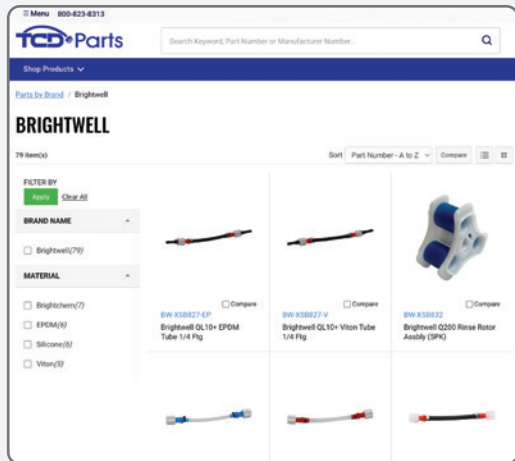 ☰ Menu 800-823-8313
TCD Parts
Search Keyword, Part Number or Manufacturer Number...
Shop Products
Parts by Brand / Brightwell
BRIGHTWELL
79 item(s)
Sort Part Number - A to Z Compare
FILTER BY
Apply Clear All
BRAND NAME
Brightwell(79)
MATERIAL
Brightchem(7)
EPDM(6)
Silicone(6)
Viton(5)
Compare
BW-XSB827-EP
Brightwell QL10+ EPDM
Tube 1/4 Ftg
Compare
BW-XSB827-V
Brightwell QL10+ Viton Tube
1/4 Ftg
Compare
BW-XSB832
Brightwell Q200 Rinse Rotor
Assbly (5PK)